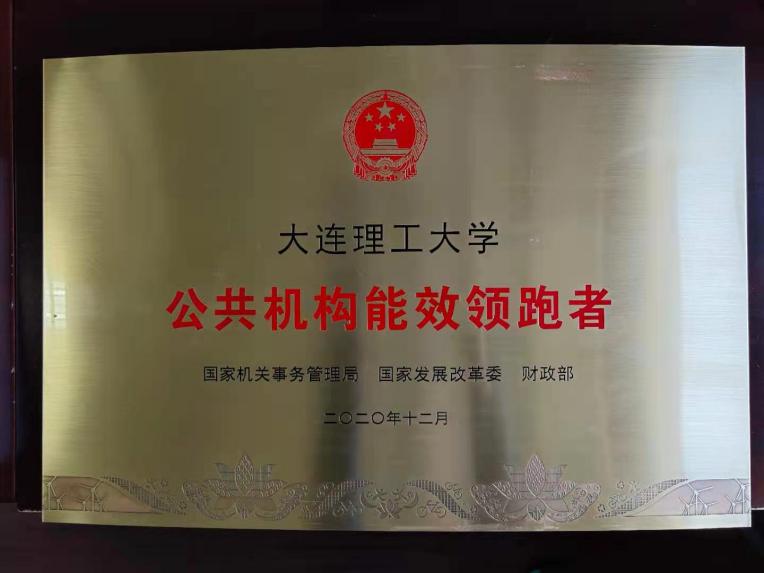 大连理工大学
公共机构能效领跑者
国家机关事务管理局 国家发展改革委 财政部
二〇二〇年十二月